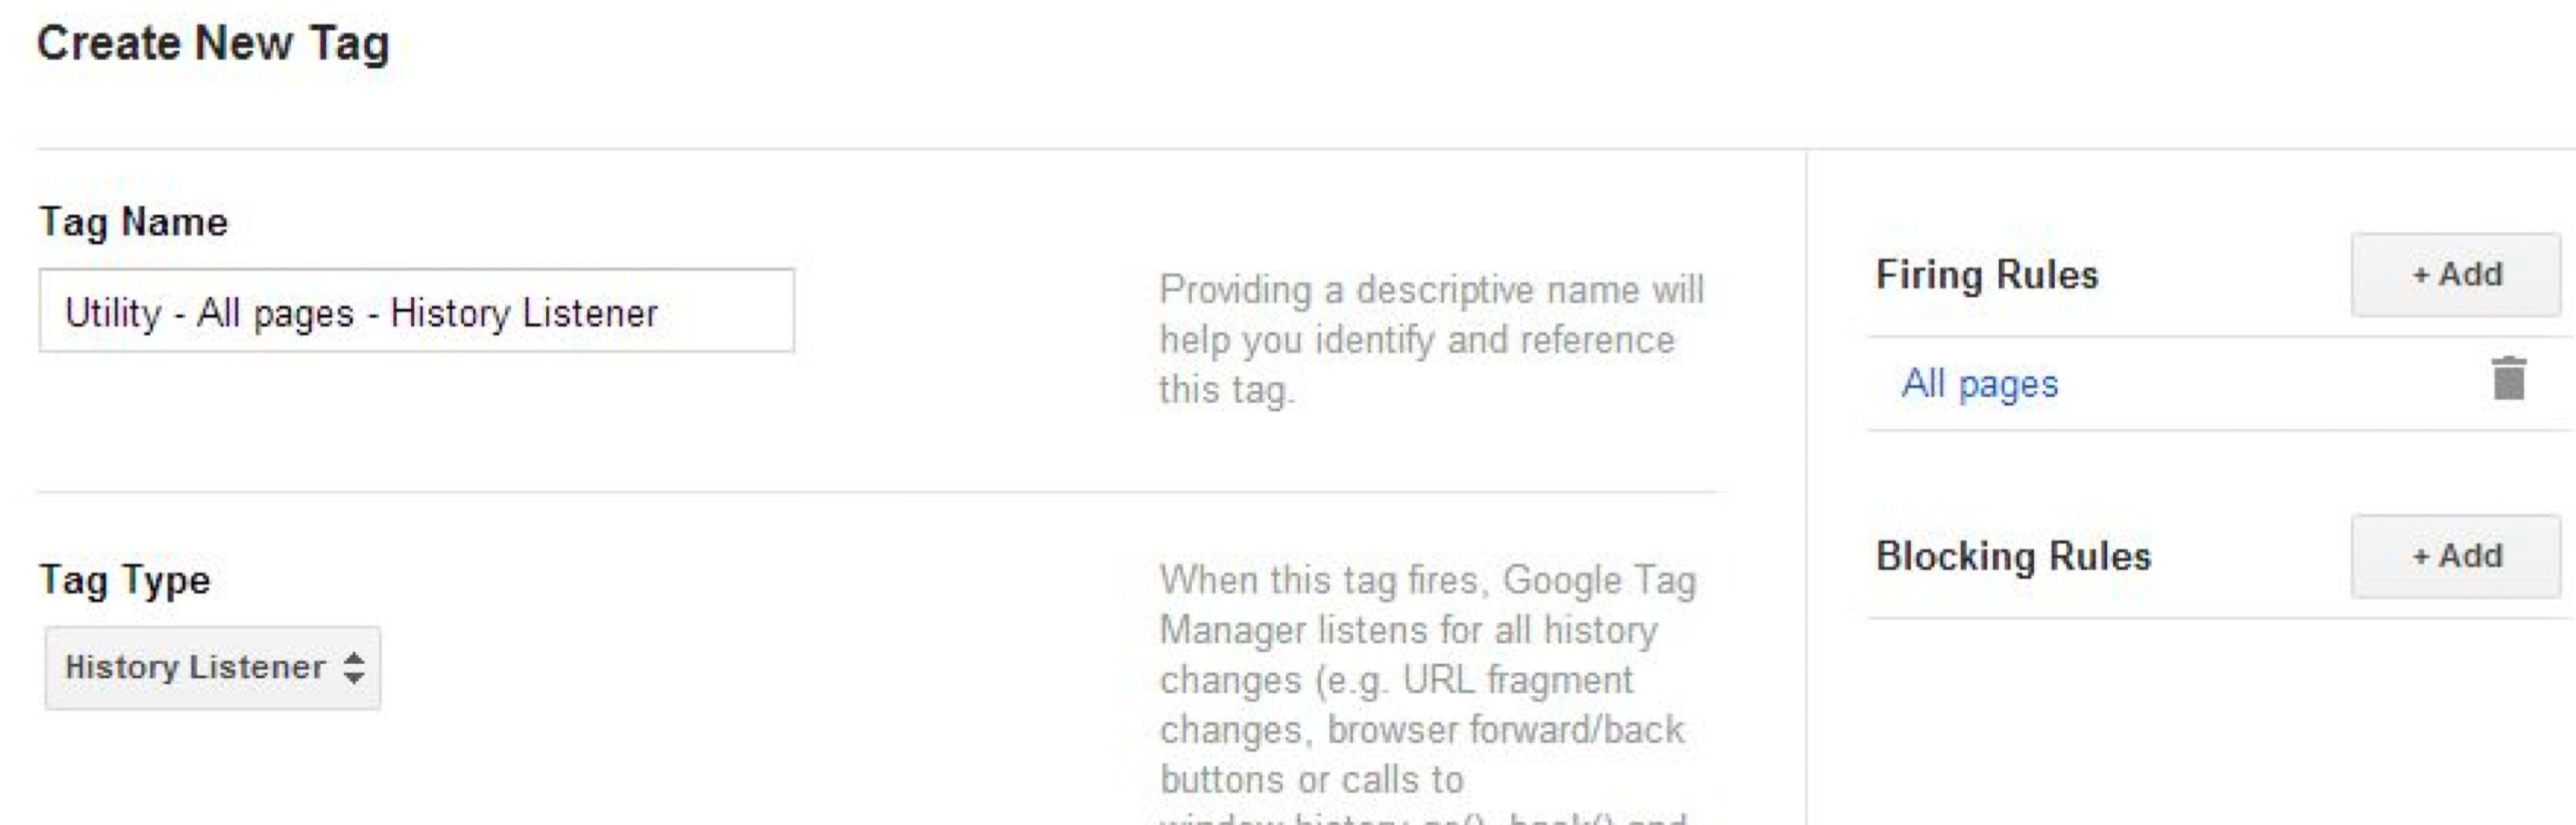 Create New Tag
Tag Name
Utility - All pages - History Listener
Providing a descriptive name will
help you identify and reference
this tag.
Tag Type
History Listener
When this tag fires, Google Tag
Manager listens for all history
changes (e.g. URL fragment
changes, browser forward/back
buttons or calls to
Firing Rules
+ Add
All pages
Blocking Rules
+ Add